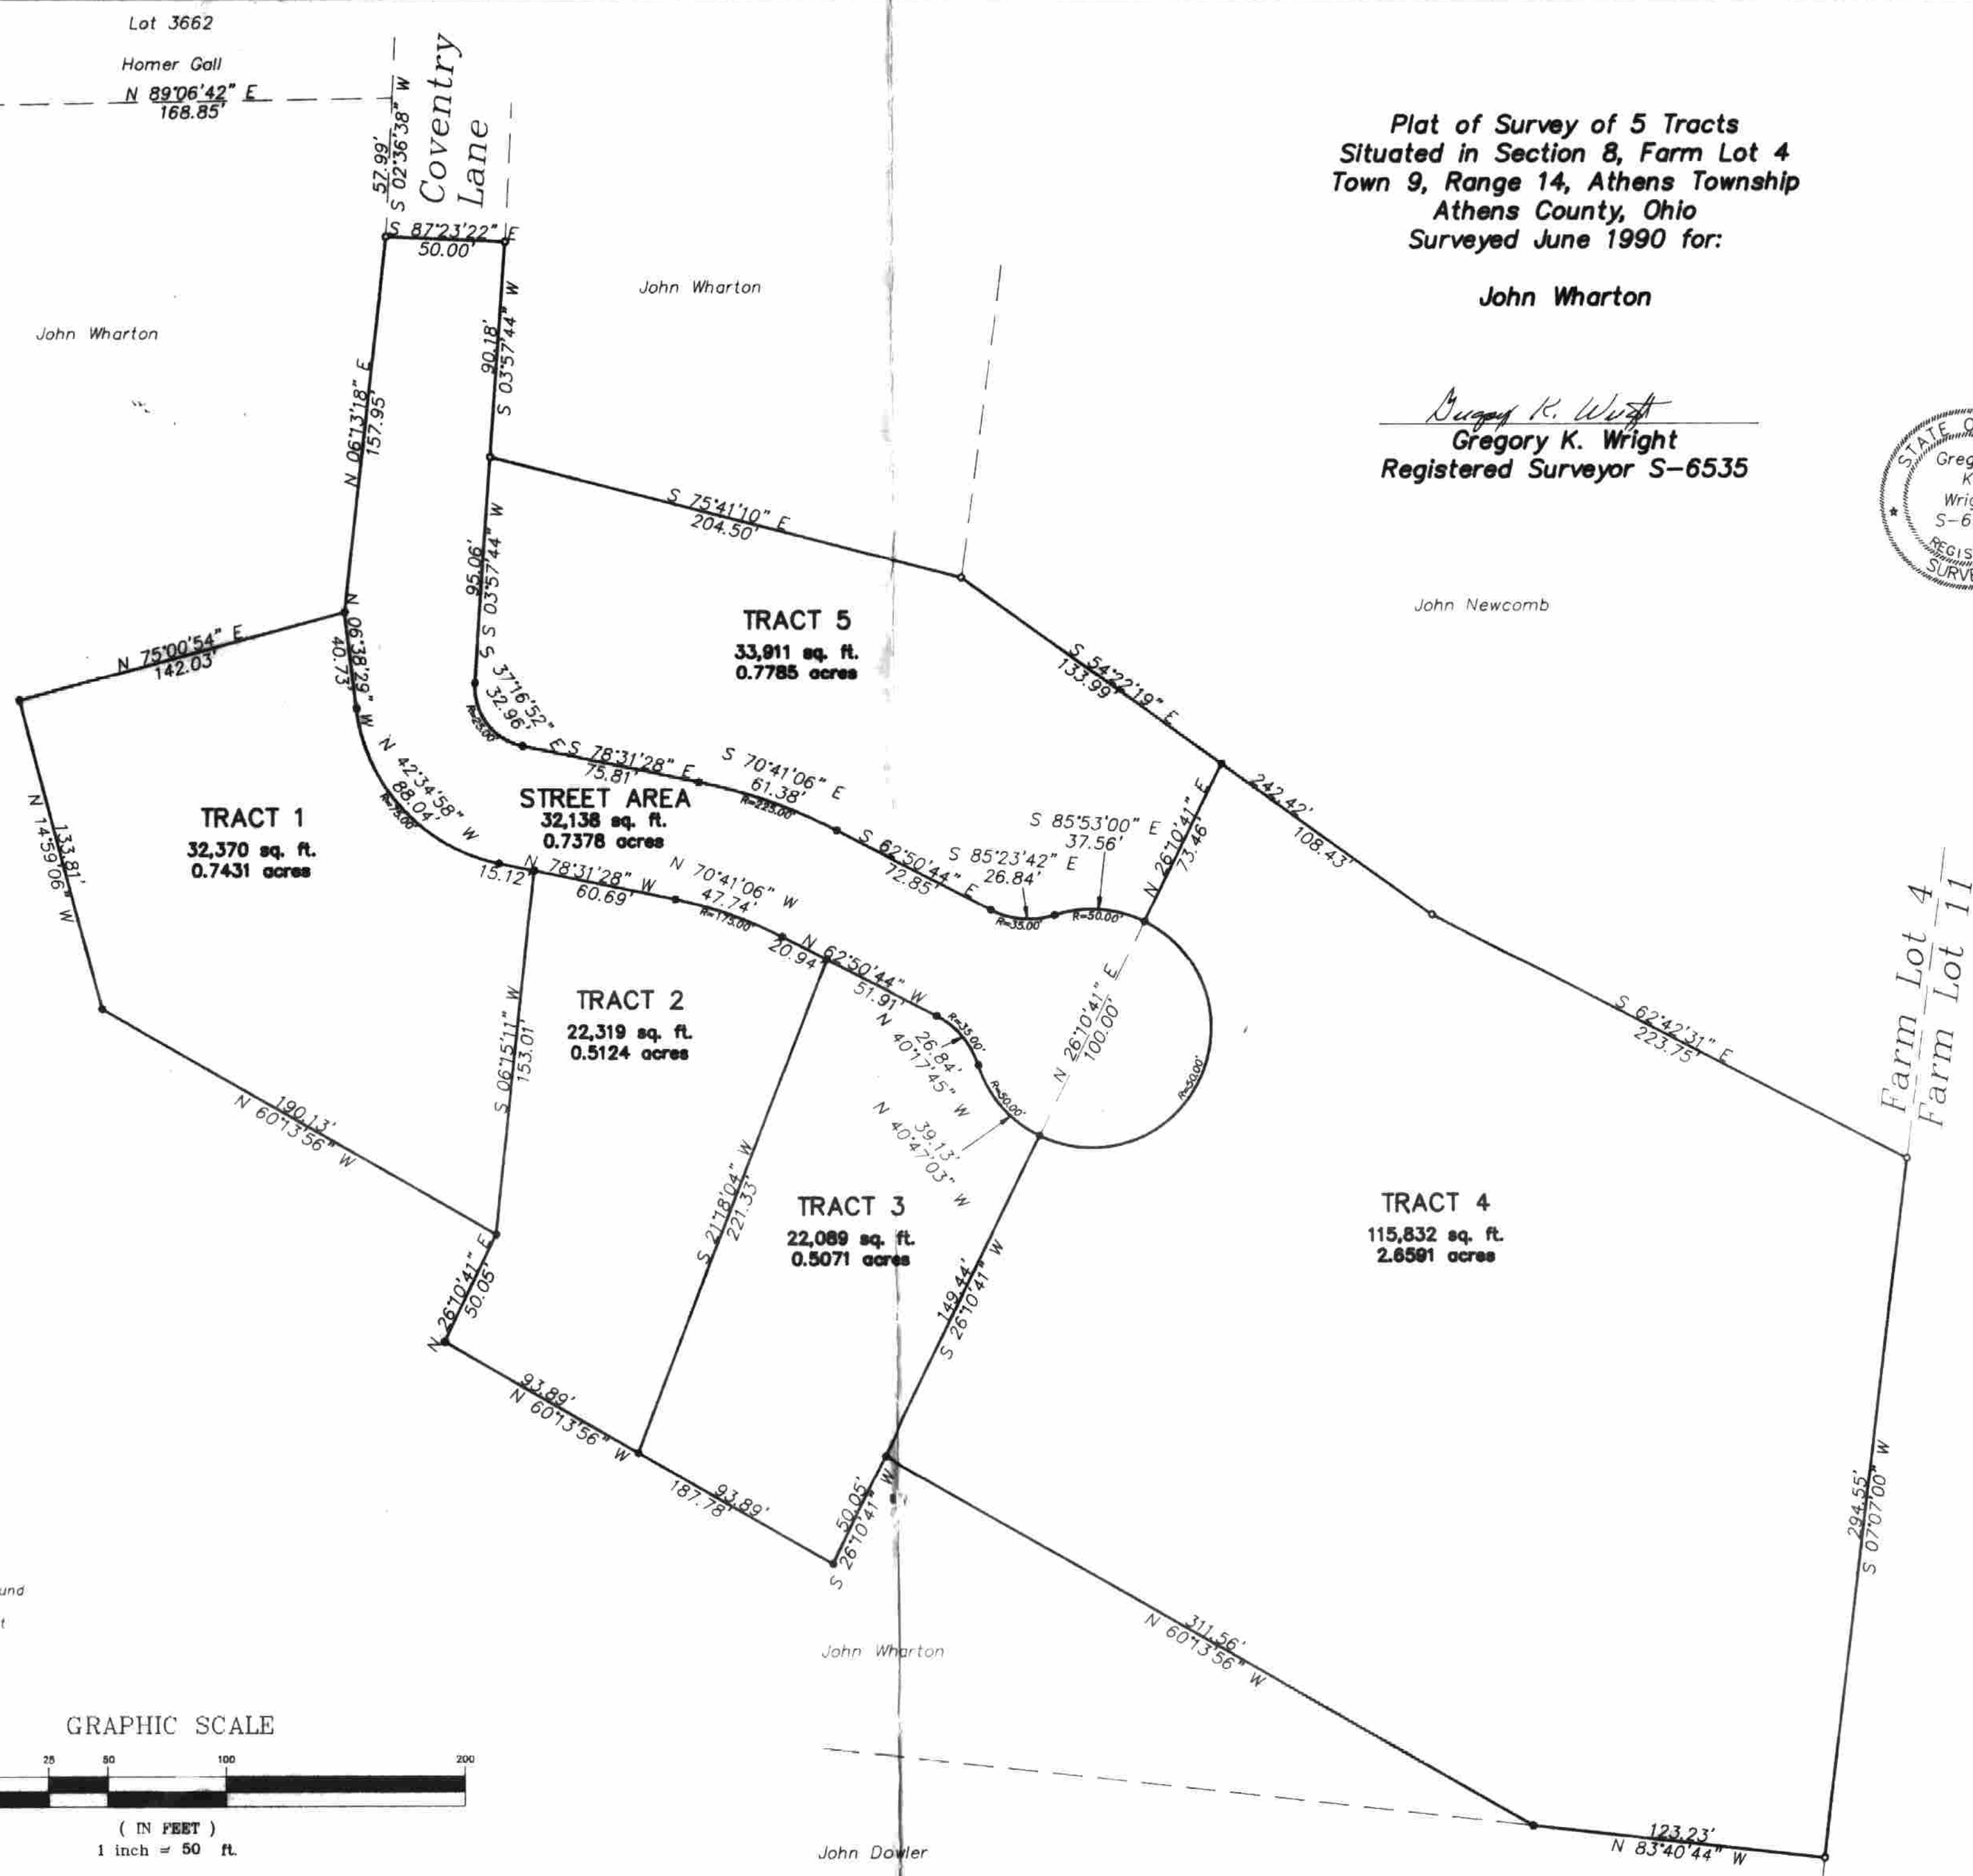 Lot 3662
Homer Gall
N 89°06'42" E
168.85'
57.99'
S 02°36'38" W
Coventry
Lane
S 87°23'22" E
50.00'
John Wharton
John Wharton
N 06°13'18" E
157.95'
90.18'
S 03°57'44" W
Plat of Survey of 5 Tracts
Situated in Section 8, Farm Lot 4
Town 9, Range 14, Athens Township
Athens County, Ohio
Surveyed June 1990 for:
John Wharton
Gregory K. Wright
Gregory K. Wright
Registered Surveyor S-6535
STATE O
Greg
K
Wrig
S-6
REGIS
SURVE
John Newcomb
S 75°41'10" E
204.50'
95.06'
S 03°57'44" W
TRACT 5
33,911 sq. ft.
0.7785 acres
S 54°22'19" E
133.99'
N 75°00'54" E
142.03'
N 06°38'29" W
40.73'
S 37°16'52" E
32.96'
R=25.00'
S 78°31'28" E
75.81'
S 70°41'06" E
61.38'
R=225.00'
N 42°34'58" W
88.04'
R=75.00'
STREET AREA
32,138 sq. ft.
0.7378 acres
TRACT 1
32,370 sq. ft.
0.7431 acres
133.81'
N 14°59'06" W
S 62°50'44" E
72.85'
S 85°23'42" E
26.84'
R=35.00'
S 85°53'00" E
37.56'
R=50.00'
N 26°10'41" E
73.46'
242.42'
108.43'
15.12'
N 78°31'28" W
60.69'
N 70°41'06" W
47.74'
R=175.00'
20.94'
N 62°50'44" W
51.91'
R=35.00'
26.84'
N 40°17'45" W
R=50.00'
39.13'
N 40°47'03" W
N 26°10'41" E
100.00'
R=50.00'
Farm Lot 4
Farm Lot 11
S 62°42'31" E
223.75'
TRACT 2
22,319 sq. ft.
0.5124 acres
S 06°15'11" W
153.01'
190.13'
N 60°13'56" W
S 21°18'04" W
221.33'
TRACT 3
22,089 sq. ft.
0.5071 acres
TRACT 4
115,832 sq. ft.
2.6591 acres
149.44'
S 26°10'41" W
N 26°10'41" E
50.05'
93.89'
N 60°13'56" W
187.78'
93.89'
50.05'
S 26°10'41" W
294.55'
S 07°07'00" W
und
t
John Wharton
311.56'
N 60°13'56" W
123.23'
N 83°40'44" W
John Dowler
GRAPHIC SCALE
25 50 100 200
( IN FEET )
1 inch = 50 ft.